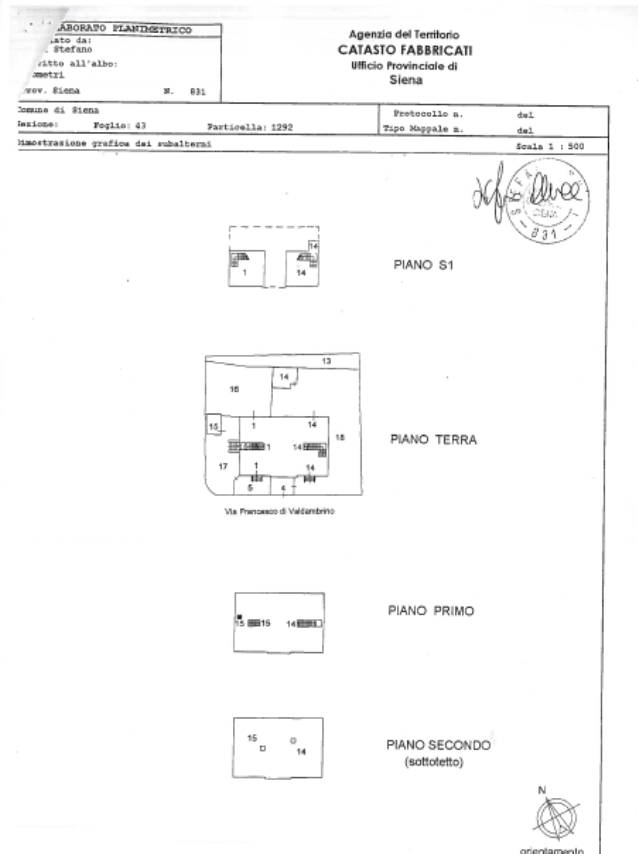 ABORATO PLANIMETRICO
ato da:
. Stefano
ritto all'albo:
ometri
rov. Siena N. 831
Agenzia del Territorio
CATASTO FABBRICATI
Ufficio Provinciale di
Siena
Comune di Siena
Sezione: Foglio: 43 Particella: 1292
Protocollo n. del
Tipo Mappale n. del
Dimostrazione grafica dei subalterni
Scala 1 : 500
831
14
1 14
PIANO S1
13
14
16
1 14
15
1 14 18
PIANO TERRA
17 1 14
5 4
Via Francesco di Valdambrino
PIANO PRIMO
15 15 14
15
14
PIANO SECONDO
(sottotetto)
N
orientamento